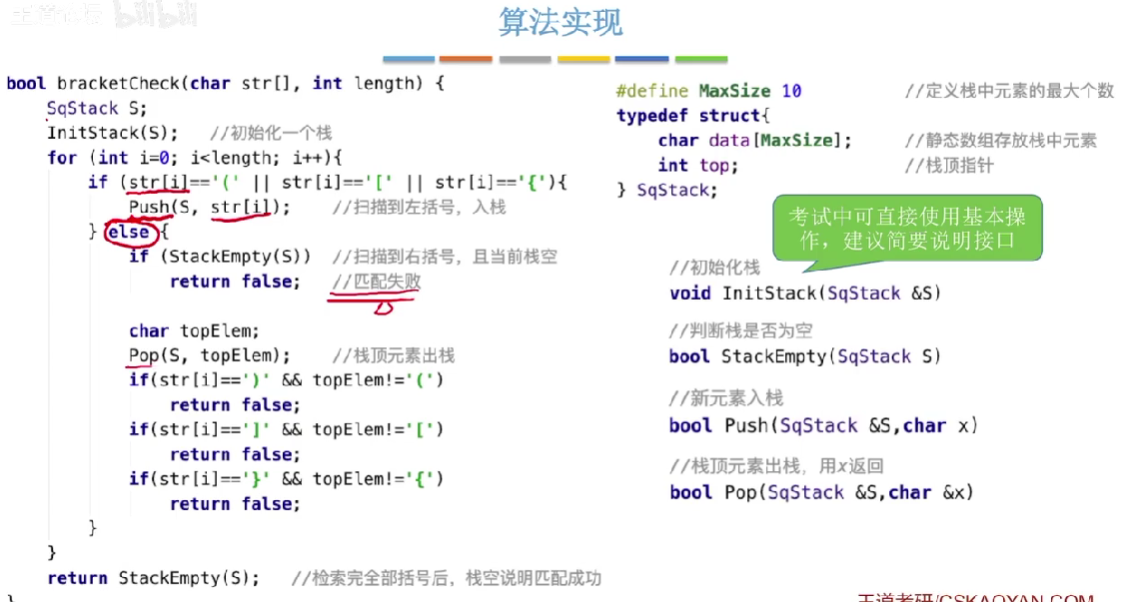 算法实现
bool bracketCheck(char str[], int length) {
SqStack S;
InitStack(S); //初始化一个栈
for (int i=0; i<length; i++){
if (str[i]=='(' || str[i]=='[' || str[i]=='{'){
Push(S, str[i]); //扫描到左括号，入栈
} else {
if (StackEmpty(S)) //扫描到右括号，且当前栈空
return false; //匹配失败
char topElem;
Pop(S, topElem); //栈顶元素出栈
if(str[i]==')' && topElem!='(')
return false;
if(str[i]==']' && topElem!='[')
return false;
if(str[i]=='}' && topElem!='{')
return false;
}
}
return StackEmpty(S); //检索完全部括号后，栈空说明匹配成功
}
#define MaxSize 10 //定义栈中元素的最大个数
typedef struct{
char data[MaxSize]; //静态数组存放栈中元素
int top; //栈顶指针
} SqStack;
考试中可直接使用基本操
作，建议简要说明接口
//初始化栈
void InitStack(SqStack &S)
//判断栈是否为空
bool StackEmpty(SqStack S)
//新元素入栈
bool Push(SqStack &S,char x)
//栈顶元素出栈，用x返回
bool Pop(SqStack &S,char &x)
王道考研/CSKAOYAN.COM
bilibili